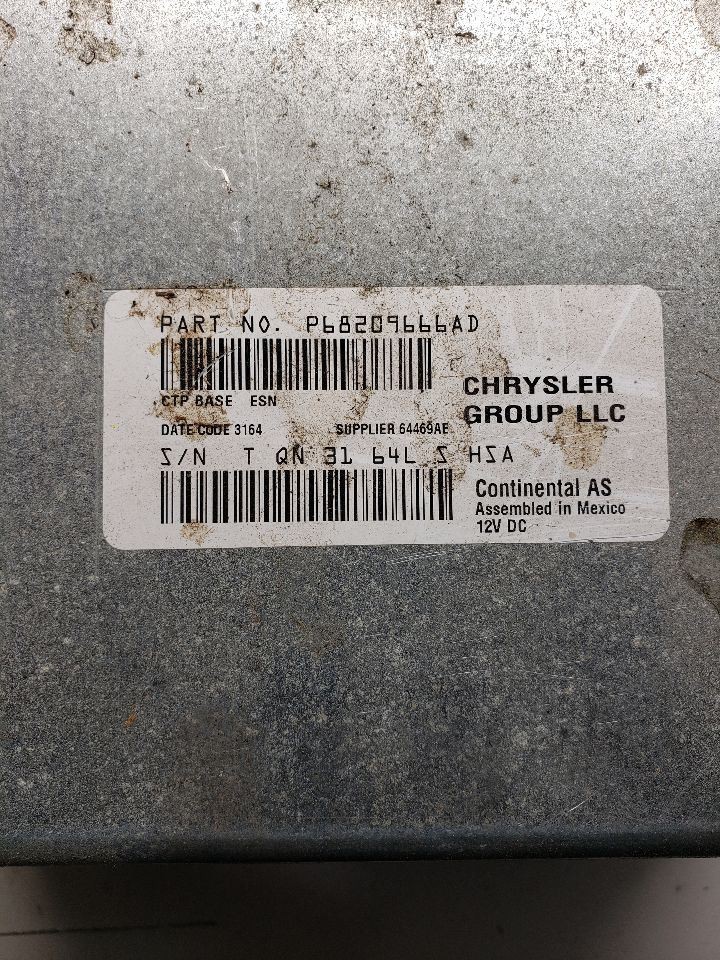 PART NO. P68209666AD
CTP BASE ESN
CHRYSLER
GROUP LLC
DATE CODE 3164 SUPPLIER 64469AE
S/N T QN 31 64L S HSA
Continental AS
Assembled in Mexico
12V DC